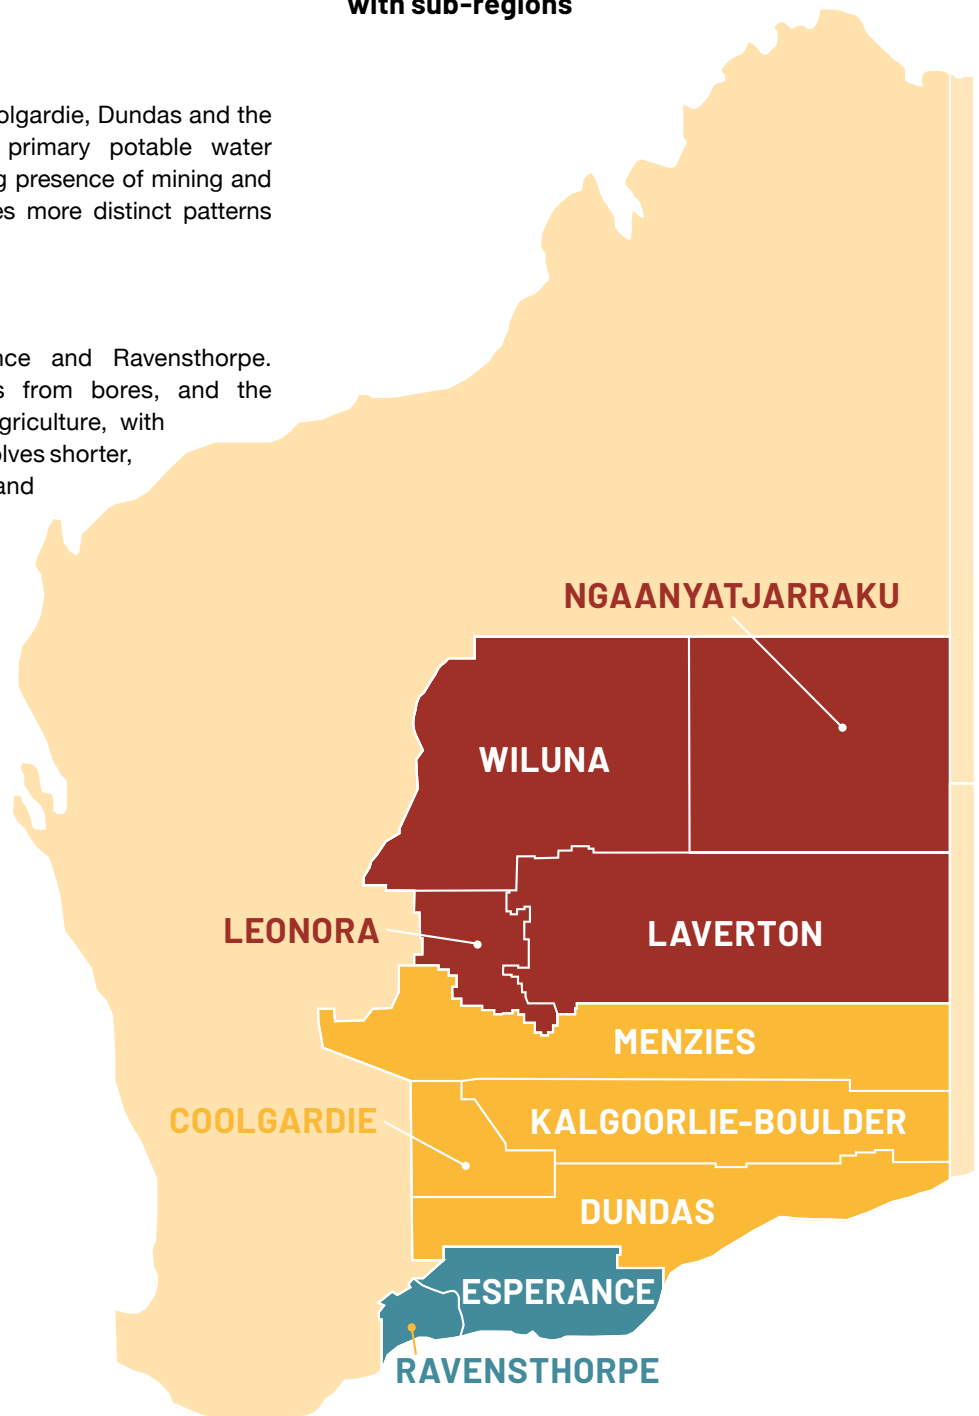 with sub-regions
olgardie, Dundas and the
primary potable water
g presence of mining and
es more distinct patterns
nce and Ravensthorpe.
s from bores, and the
griculture, with
olves shorter,
and
NGAANYATJARRAKU
WILUNA
LEONORA
LAVERTON
MENZIES
COOLGARDIE
KALGOORLIE-BOULDER
DUNDAS
ESPERANCE
RAVENSTHORPE